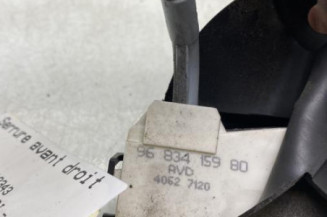 Serrure avant droit
96 834 159 80
AVD
4062 7120